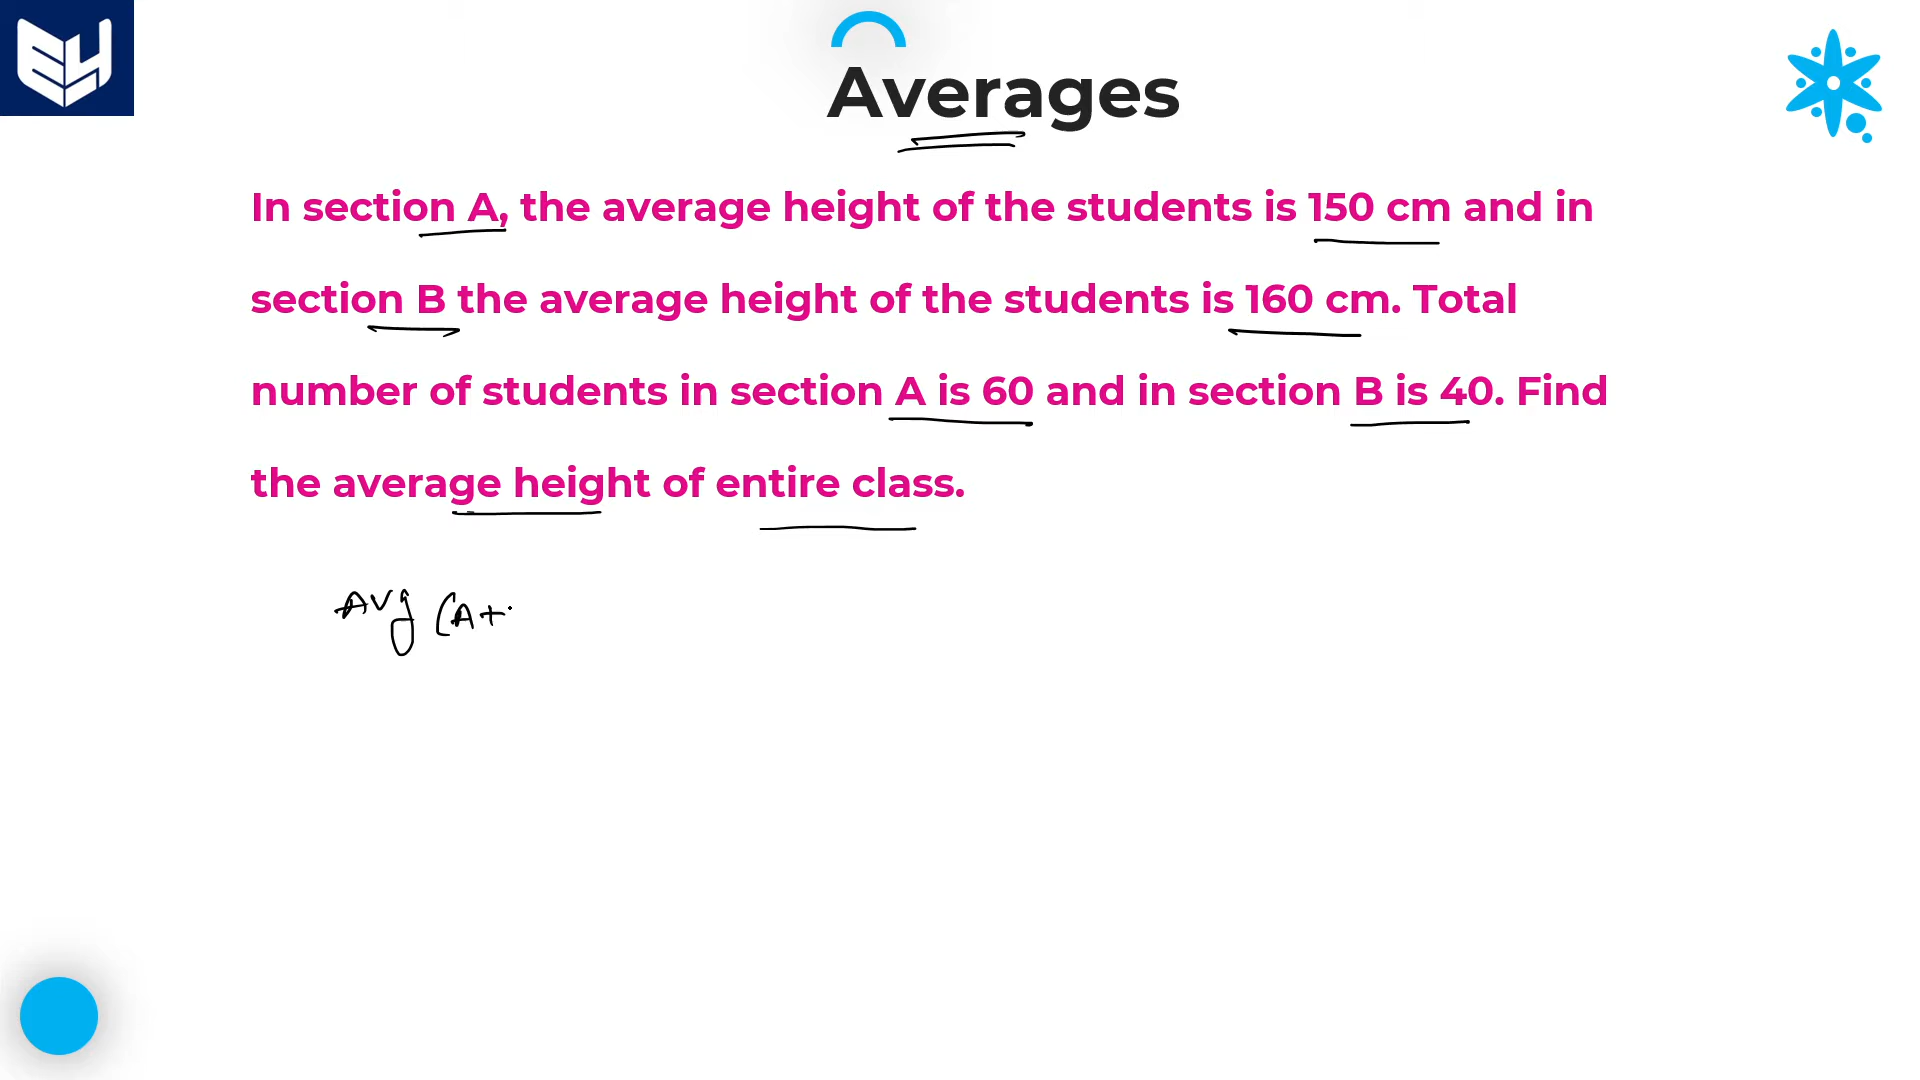 Averages
In section A, the average height of the students is 150 cm and in
section B the average height of the students is 160 cm. Total
number of students in section A is 60 and in section B is 40. Find
the average height of entire class.
Avg (A+